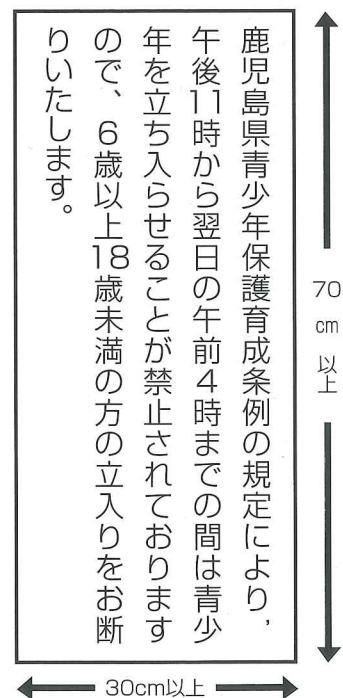 鹿児島県青少年保護育成条例の規定により,
午後11時から翌日の午前4時までの間は青少
年を立ち入らせることが禁止されております
ので、6歳以上18歳未満の方の立入りをお断
りいたします。
70cm以上
30cm以上